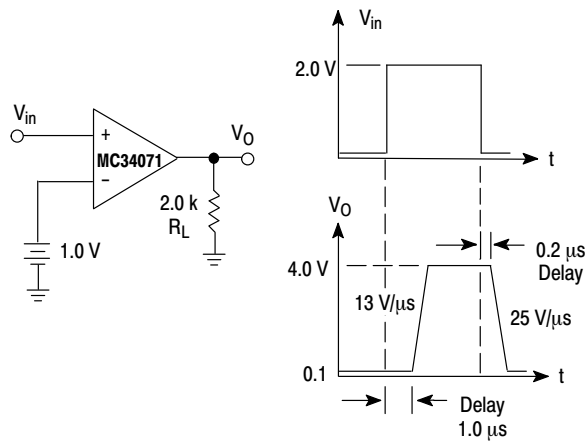 V_in
2.0 V
t
V_in
+
MC34071
−
V_O
2.0 k
R_L
1.0 V
V_O
4.0 V
0.2 μs
Delay
13 V/μs
25 V/μs
0.1
t
Delay
1.0 μs